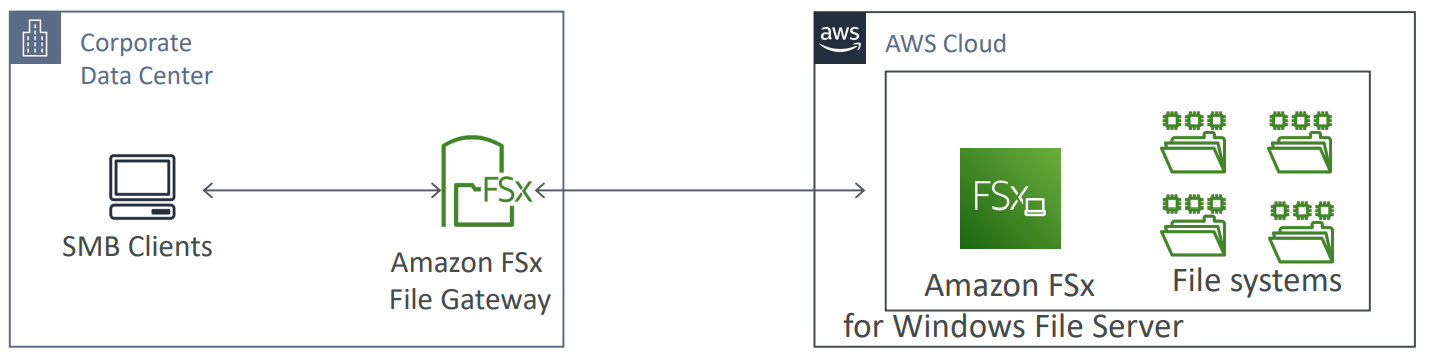 Corporate
Data Center
SMB Clients
FSx
Amazon FSx
File Gateway
aws
AWS Cloud
FSx
Amazon FSx
for Windows File Server
File systems